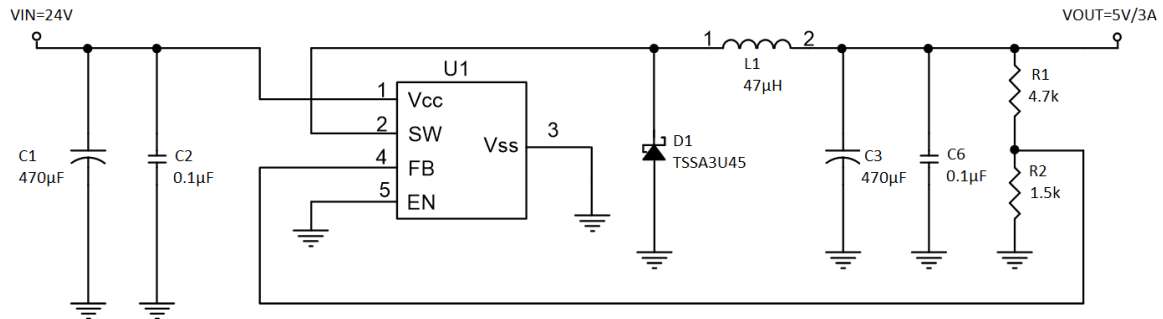 VIN=24V
VOUT=5V/3A
U1
1
Vcc
2
SW
4
FB
5
EN
Vss
3
1
2
L1
47µH
C1
470µF
C2
0.1µF
D1
TSSA3U45
C3
470µF
C6
0.1µF
R1
4.7k
R2
1.5k